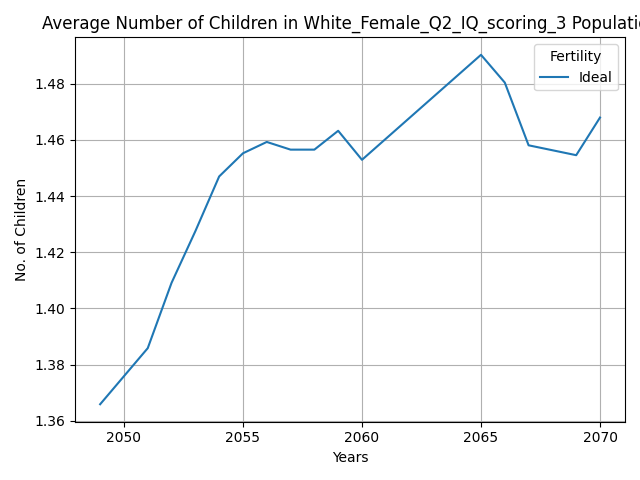 Average Number of Children in White_Female_Q2_IQ_scoring_3 Populatio
Fertility
Ideal
No. of Children
1.48
1.46
1.44
1.42
1.40
1.38
1.36
2050 2055 2060 2065 2070
Years